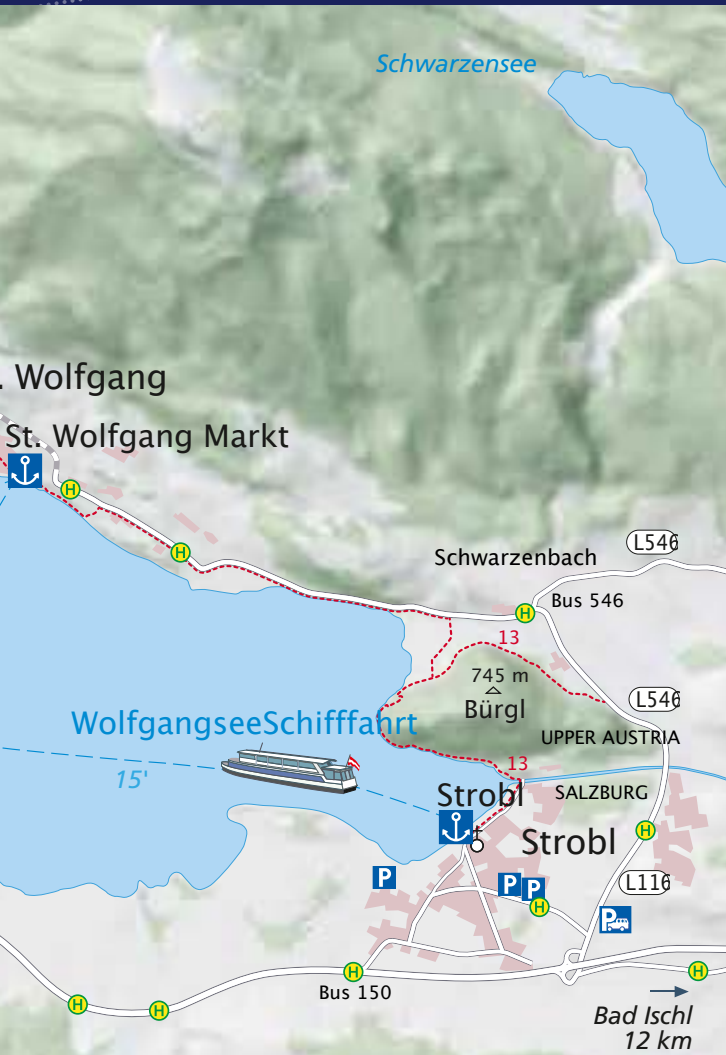 Schwarzensee
. Wolfgang
St. Wolfgang Markt
H
H
L546
Schwarzenbach
Bus 546
H
13
745 m
Bürgl
L546
WolfgangseeSchifffahrt
UPPER AUSTRIA
13
15'
Strobl
SALZBURG
Strobl
H
P
P
P
L116
H
P
H
H
Bus 150
H
H
Bad Ischl
12 km